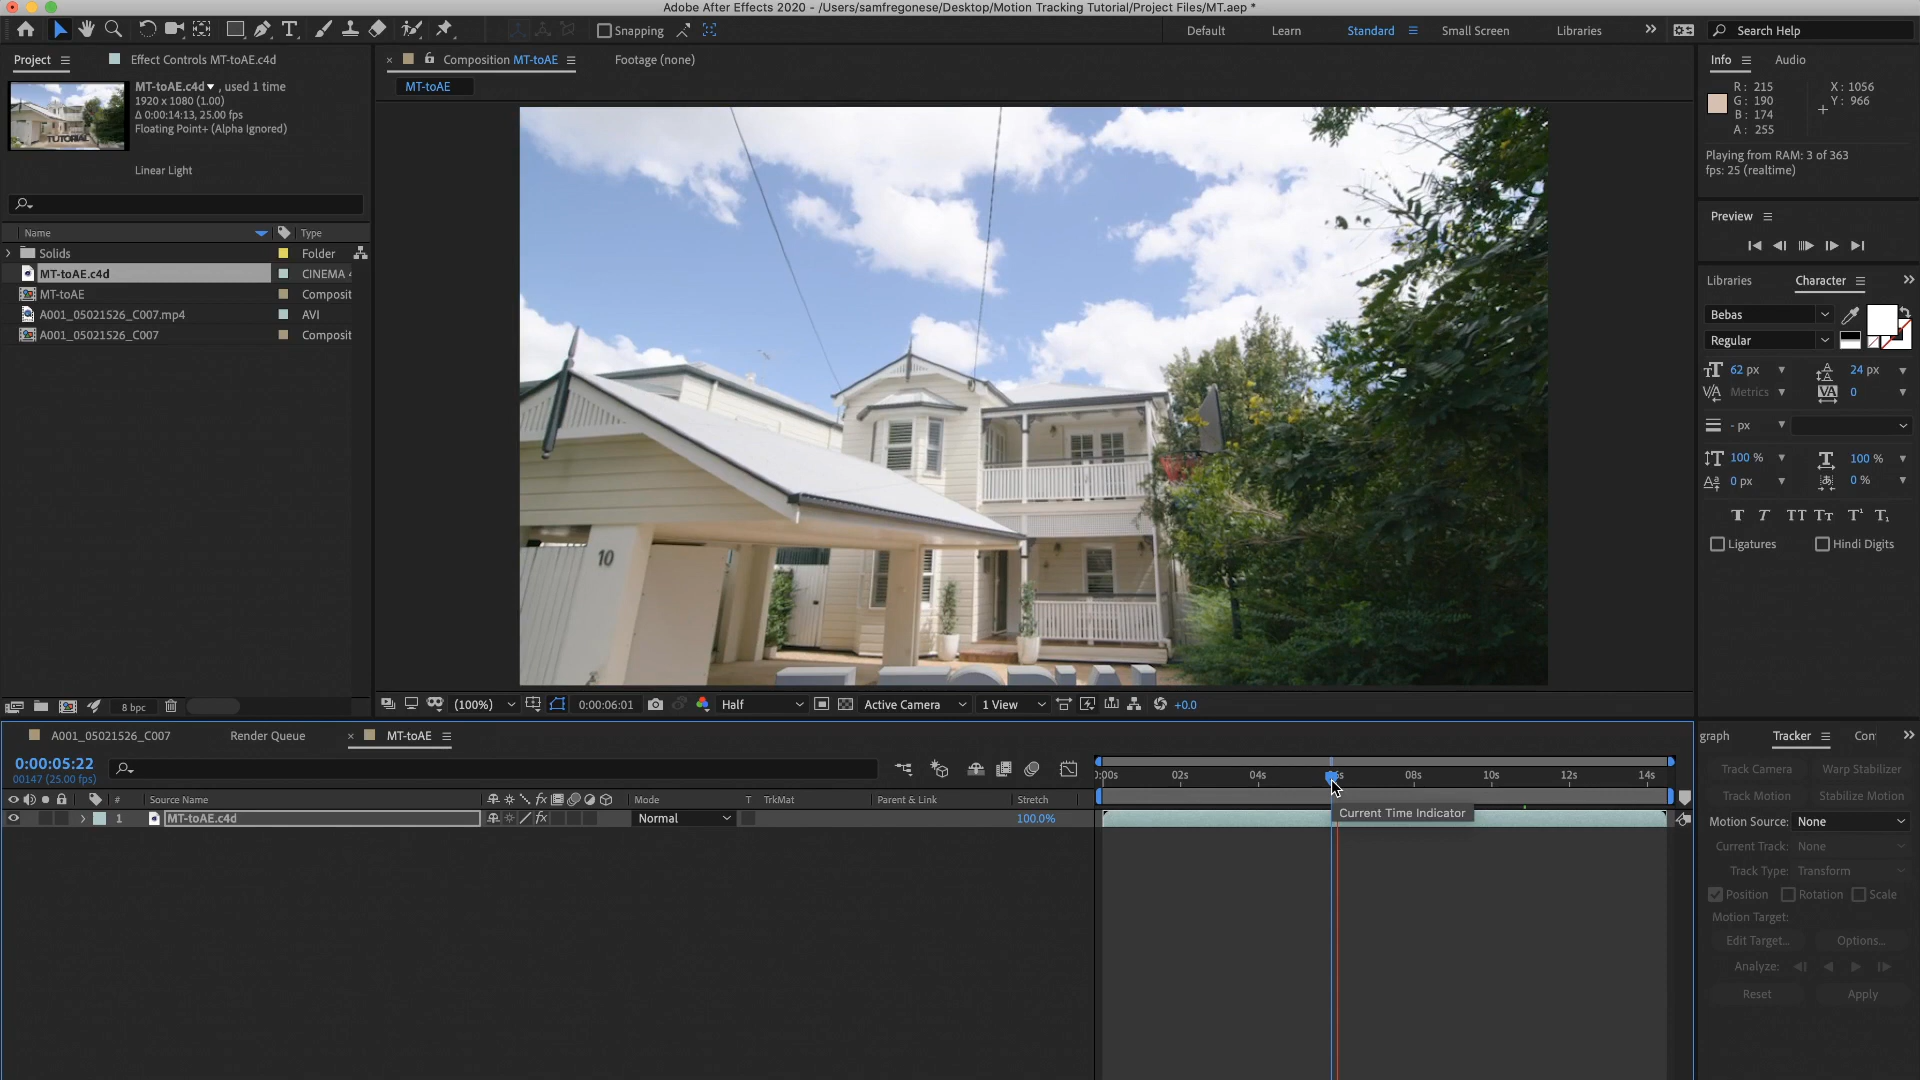 Adobe After Effects 2020 - /Users/samfregonese/Desktop/Motion Tracking Tutorial/Project Files/MT.aep *
Snapping
Default
Learn
Standard
Small Screen
Libraries
Search Help
Project
Effect Controls MT-toAE.c4d
Composition MT-toAE
Footage (none)
Info
Audio
MT-toAE.c4d , used 1 time
1920 x 1080 (1.00)
Δ 0:00:14:13, 25.00 fps
Floating Point+ (Alpha Ignored)
Linear Light
MT-toAE
R : 215
G : 190
B : 174
A : 255
X : 1056
Y : 966
Playing from RAM: 3 of 363
fps: 25 (realtime)
Preview
Name
Type
Solids
Folder
MT-toAE.c4d
CINEMA 4
MT-toAE
Composit
A001_05021526_C007.mp4
AVI
A001_05021526_C007
Composit
8 bpc
TUTORIAL
10
Libraries
Character
Bebas
Regular
62 px
24 px
Metrics
0
- px
100 %
100 %
0 px
0 %
Ligatures
Hindi Digits
(100%)
0:00:06:01
Half
Active Camera
1 View
+0.0
A001_05021526_C007
Render Queue
MT-toAE
0:00:05:22
00147 (25.00 fps)
#
Source Name
Mode
T
TrkMat
Parent & Link
Stretch
1
MT-toAE.c4d
Normal
100.0%
0:00s
02s
04s
06s
08s
10s
12s
14s
Current Time Indicator
graph
Tracker
Con
Track Camera
Warp Stabilizer
Track Motion
Stabilize Motion
Motion Source: None
Current Track: None
Track Type: Transform
Position
Rotation
Scale
Motion Target:
Edit Target...
Options...
Analyze:
Reset
Apply